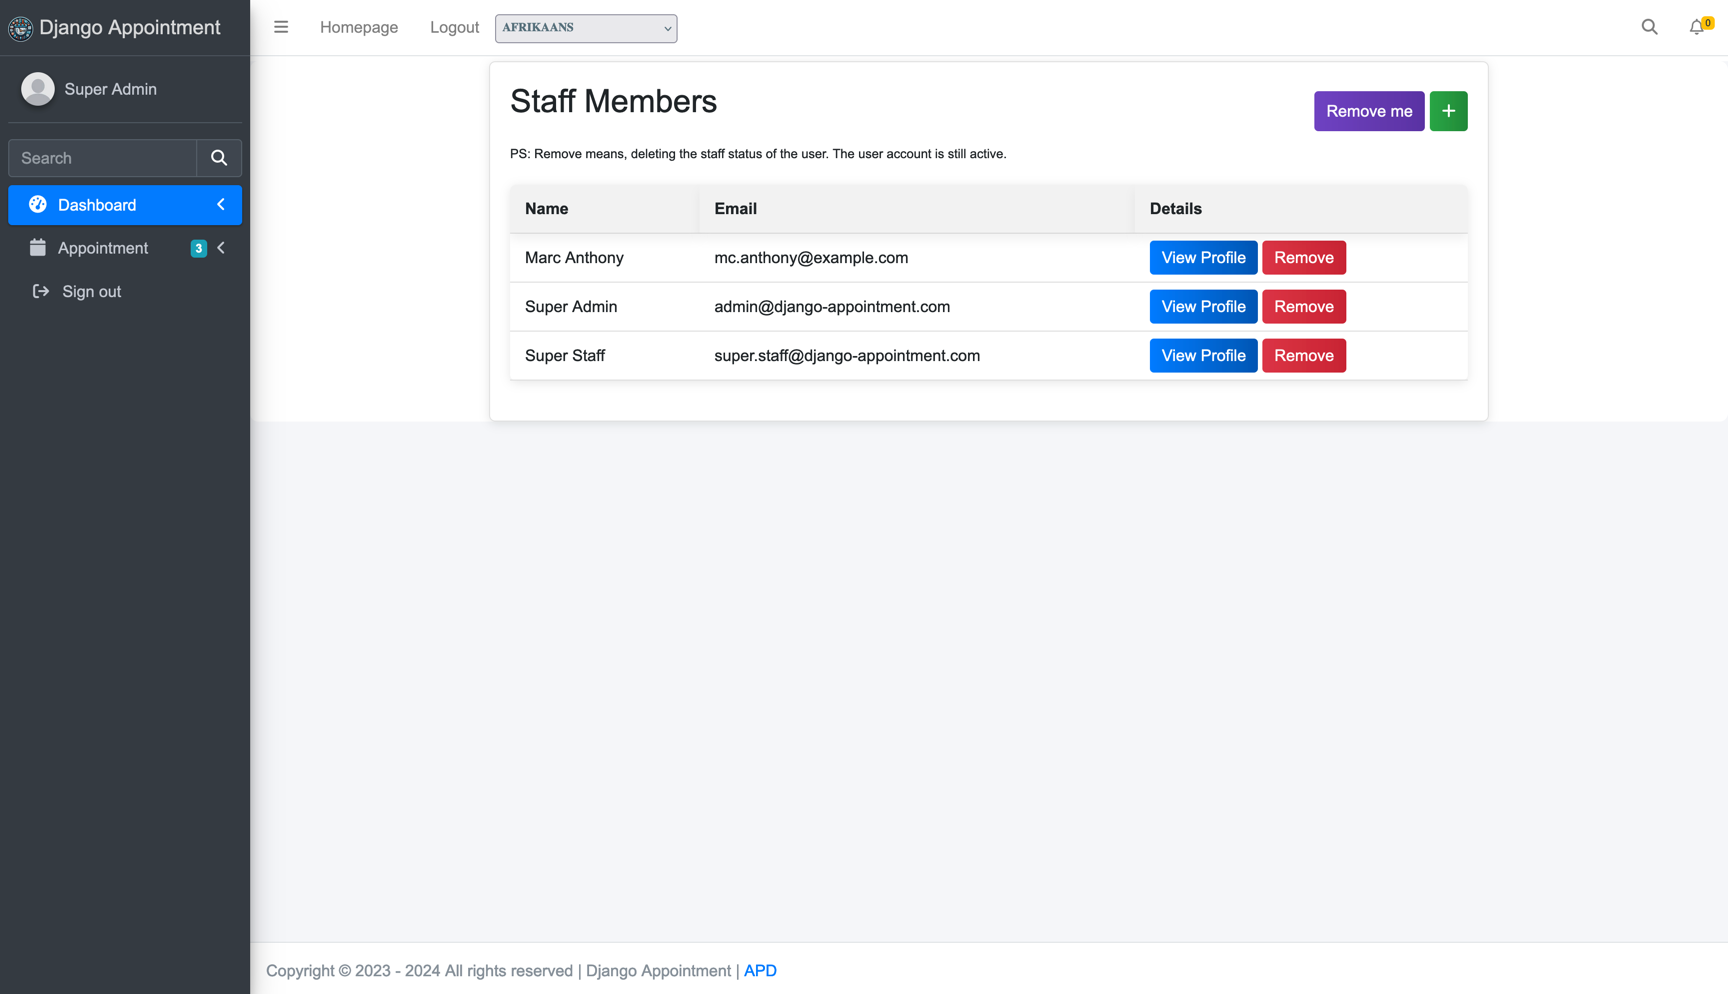 Django Appointment
Super Admin
Search
Dashboard
Appointment 3
Sign out
Homepage Logout AFRIKAANS 0
Staff Members
Remove me +
PS: Remove means, deleting the staff status of the user. The user account is still active.
Name Email Details
Marc Anthony mc.anthony@example.com View Profile Remove
Super Admin admin@django-appointment.com View Profile Remove
Super Staff super.staff@django-appointment.com View Profile Remove
Copyright © 2023 - 2024 All rights reserved | Django Appointment | APD